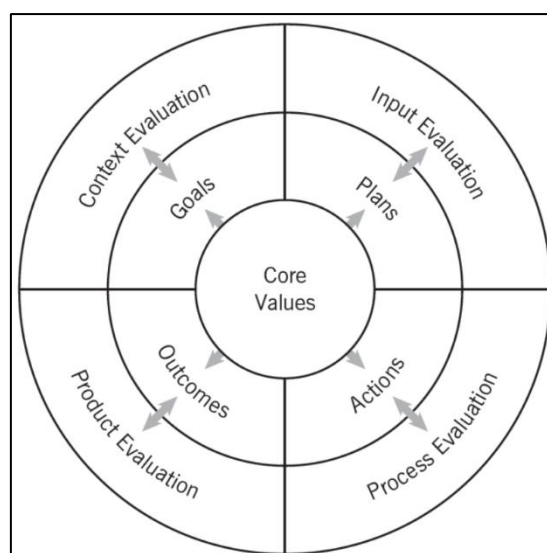 Context Evaluation
Input Evaluation
Goals
Plans
Core
Values
Outcomes
Actions
Product Evaluation
Process Evaluation